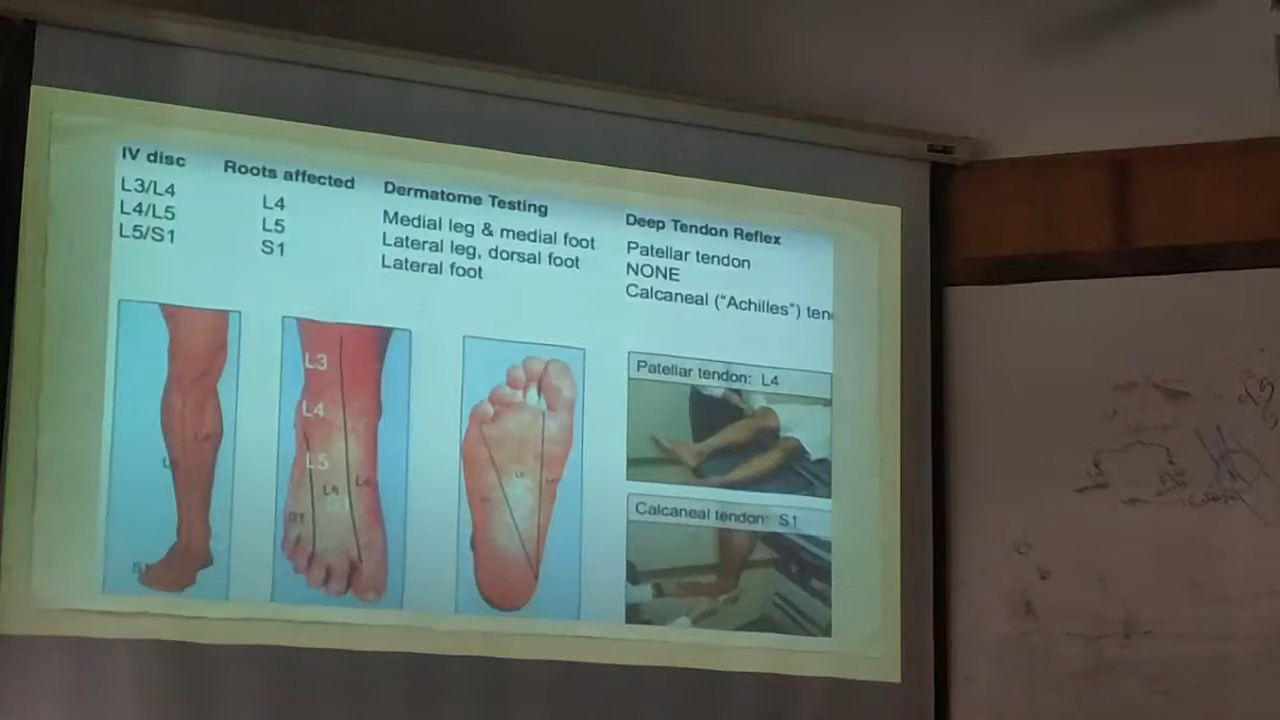 IV disc Roots affected Dermatome Testing Deep Tendon Reflex
L3/L4 L4 Medial leg & medial foot Patellar tendon
L4/L5 L5 Lateral leg, dorsal foot NONE
L5/S1 S1 Lateral foot Calcaneal ("Achilles") ten
L3
L4
L5
S1
Patellar tendon: L4
Calcaneal tendon: S1